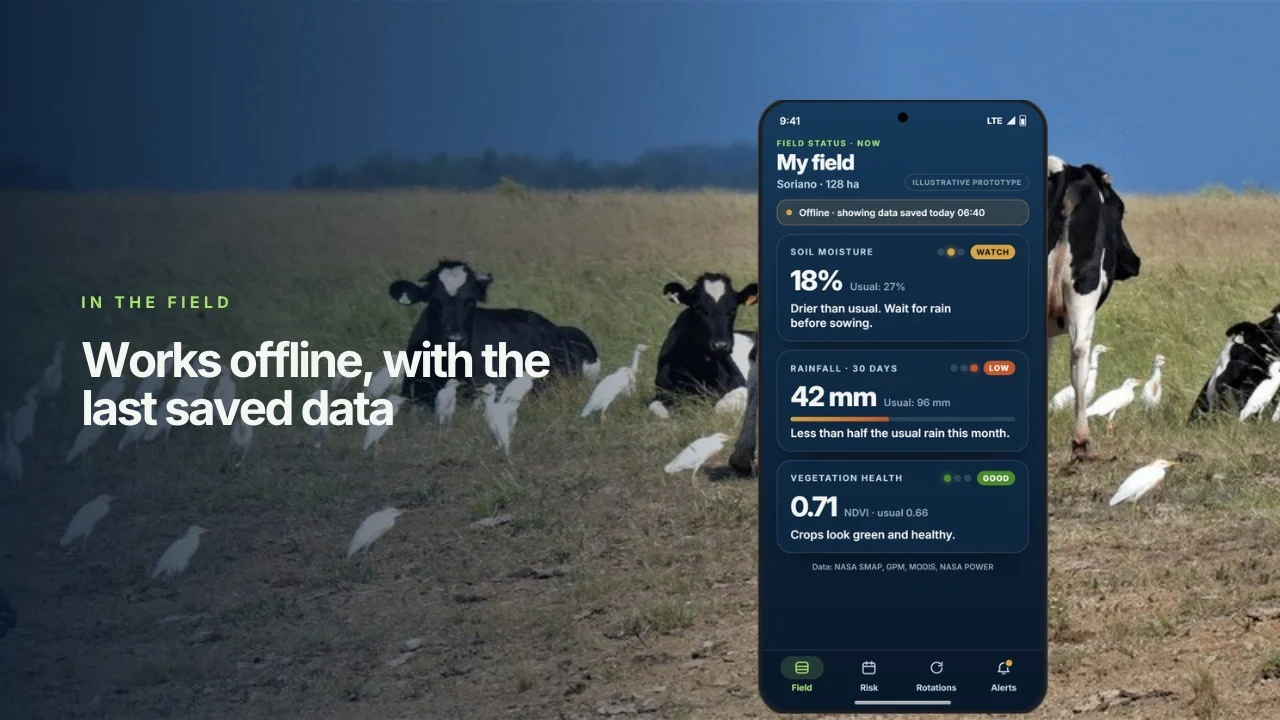 IN THE FIELD
Works offline, with the
last saved data
9:41
LTE
FIELD STATUS · NOW
My field
Soriano · 128 ha
ILLUSTRATIVE PROTOTYPE
Offline · showing data saved today 06:40
SOIL MOISTURE
WATCH
18% Usual: 27%
Drier than usual. Wait for rain
before sowing.
RAINFALL · 30 DAYS
LOW
42 mm Usual: 96 mm
Less than half the usual rain this month.
VEGETATION HEALTH
GOOD
0.71 NDVI · usual 0.66
Crops look green and healthy.
Data: NASA SMAP, GPM, MODIS, NASA POWER
Field
Risk
Rotations
Alerts